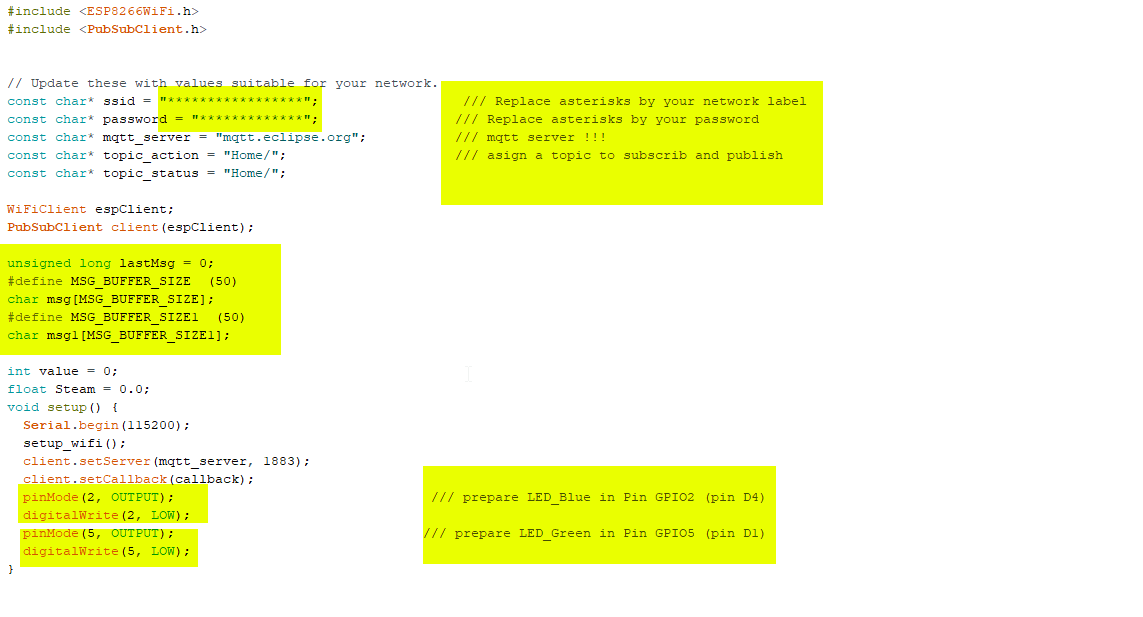 #include <ESP8266WiFi.h>
#include <PubSubClient.h>
// Update these with values suitable for your network.
const char* ssid = "*****************";                  /// Replace asterisks by your network label
const char* password = "*************";                 /// Replace asterisks by your password
const char* mqtt_server = "mqtt.eclipse.org";           /// mqtt server !!!
const char* topic_action = "Home/";                     /// asign a topic to subscrib and publish
const char* topic_status = "Home/";
WiFiClient espClient;
PubSubClient client(espClient);
unsigned long lastMsg = 0;
#define MSG_BUFFER_SIZE  (50)
char msg[MSG_BUFFER_SIZE];
#define MSG_BUFFER_SIZE1  (50)
char msg1[MSG_BUFFER_SIZE1];
int value = 0;
float Steam = 0.0;
void setup() {
  Serial.begin(115200);
  setup_wifi();
  client.setServer(mqtt_server, 1883);
  client.setCallback(callback);
  pinMode(2, OUTPUT);                                /// prepare LED_Blue in Pin GPIO2 (pin D4)
  digitalWrite(2, LOW);
  pinMode(5, OUTPUT);                               /// prepare LED_Green in Pin GPIO5 (pin D1)
  digitalWrite(5, LOW);
}